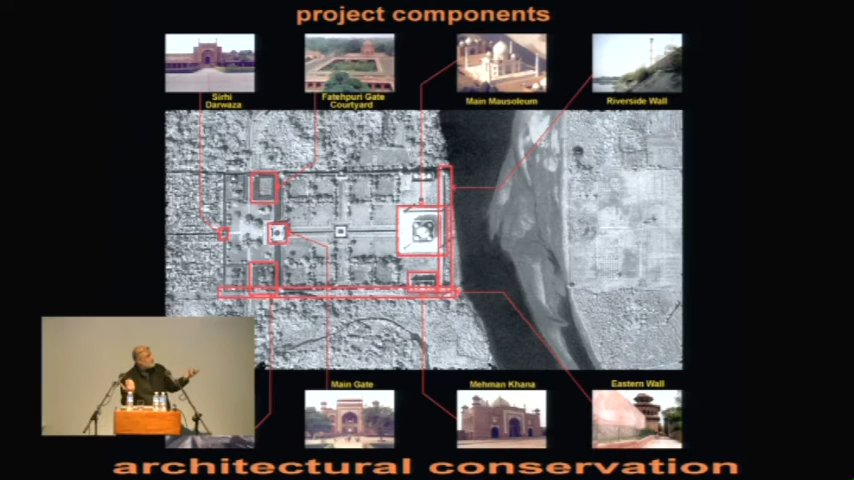 project components
Sirhi
Darwaza
Fatehpuri Gate
Courtyard
Main Mausoleum
Riverside Wall
Main Gate
Mehman Khana
Eastern Wall
architectural conservation